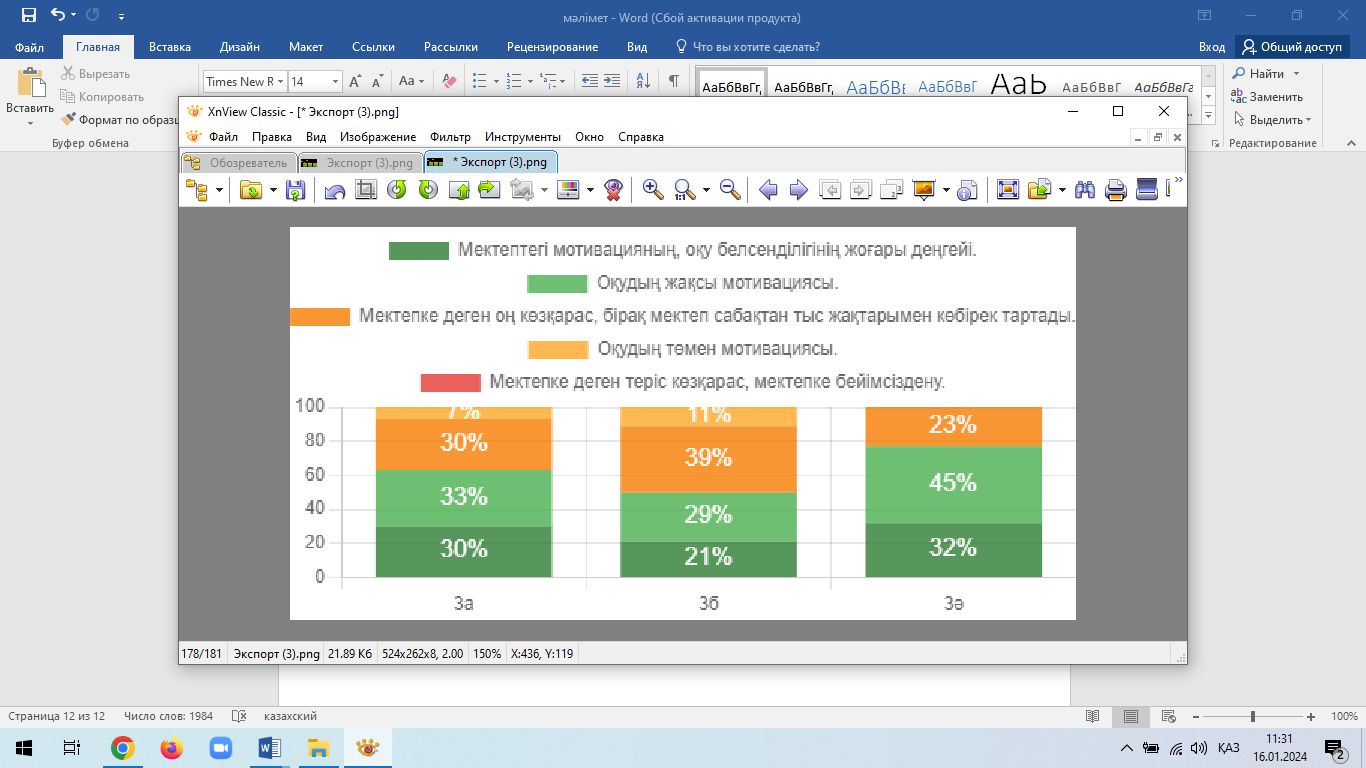 мәлімет - Word (Сбой активации продукта)
Файл Главная Вставка Дизайн Макет Ссылки Рассылки Рецензирование Вид Что вы хотите сделать? Вход Общий доступ
Вставить
Вырезать
Копировать
Формат по образц
Буфер обмена
Times New R 14
Aa
АаБбВвГг, АаБбВвГг, АаБбВ АаБбВвГ АаБ АаБбВвГ АаБбВвГг
Найти
Заменить
Выделить
Редактирование
XnView Classic - [* Экспорт (3).png]
Файл Правка Вид Изображение Фильтр Инструменты Окно Справка
Обозреватель Экспорт (3).png * Экспорт (3).png
Мектептегі мотивацияның, оқу белсенділігінің жоғары деңгейі.
Оқудың жақсы мотивациясы.
Мектепке деген оң көзқарас, бірақ мектеп сабақтан тыс жақтарымен көбірек тартады.
Оқудың төмен мотивациясы.
Мектепке деген теріс көзқарас, мектепке бейімсіздену.
100
80
60
40
20
0
7% 11% 23%
30% 39% 45%
33% 29% 32%
30% 21%
3а 3б 3ә
178/181 Экспорт (3).png 21.89 Кб 524x262x8, 2.00 150% X:436, Y:119
Страница 12 из 12 Число слов: 1984 казахский 100%
ҚАЗ 11:31
16.01.2024
2